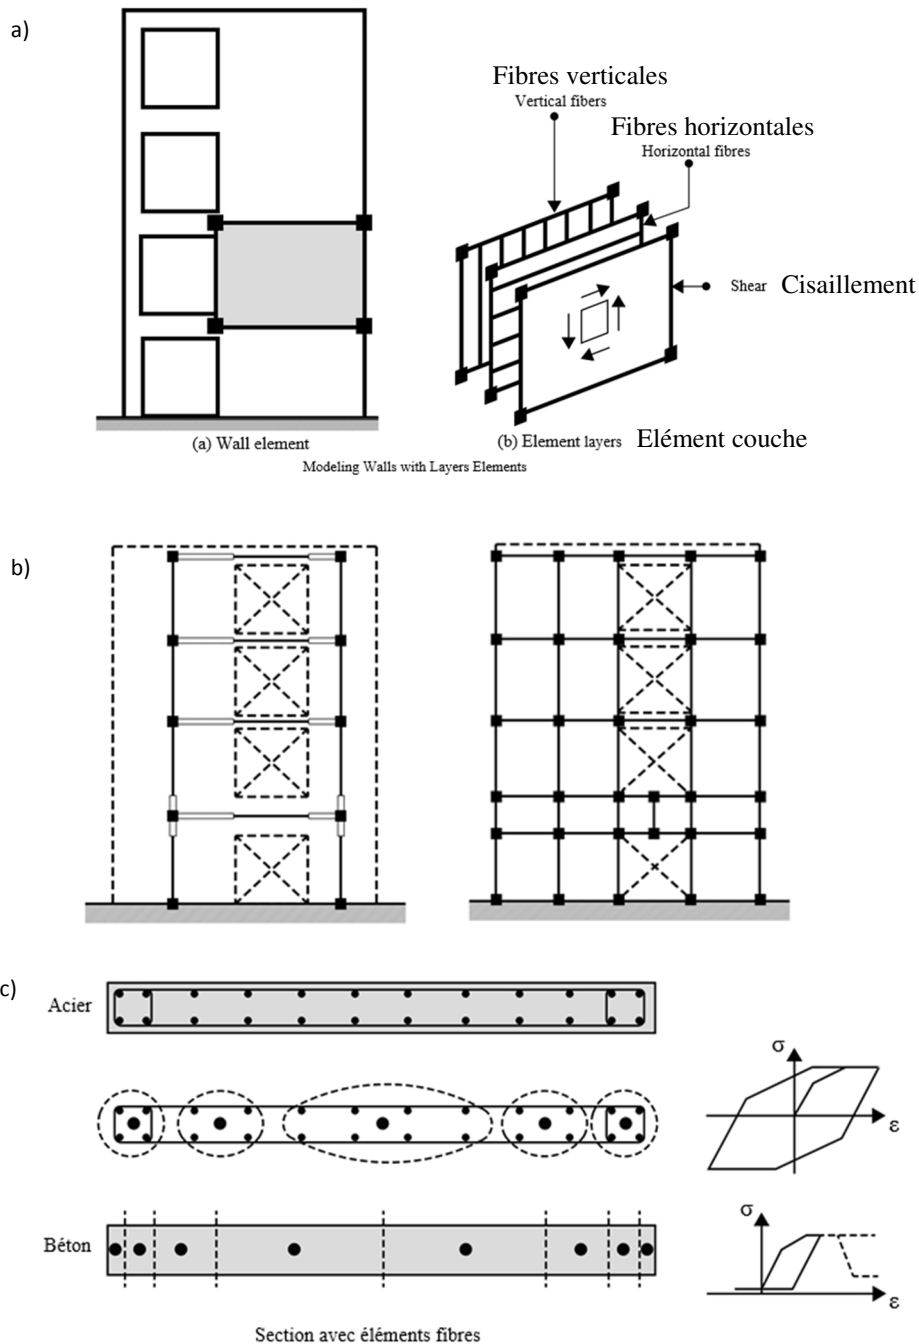 a)
Fibres verticales
Vertical fibers
Fibres horizontales
Horizontal fibres
Shear Cisaillement
(a) Wall element
(b) Element layers Elément couche
Modeling Walls with Layers Elements
b)
c)
Acier
σ
ε
Béton
σ
ε
Section avec éléments fibres